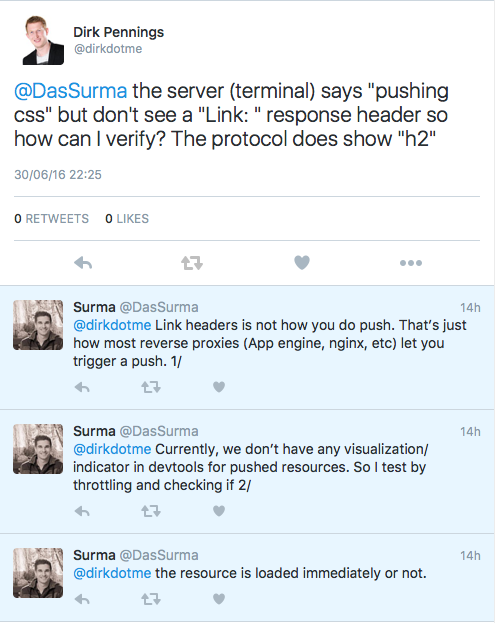 Dirk Pennings
@dirkdotme
@DasSurma the server (terminal) says "pushing
css" but don't see a "Link: " response header so
how can I verify? The protocol does show "h2"
30/06/16 22:25
0 RETWEETS 0 LIKES
Surma @DasSurma 14h
@dirkdotme Link headers is not how you do push. That's just
how most reverse proxies (App engine, nginx, etc) let you
trigger a push. 1/
Surma @DasSurma 14h
@dirkdotme Currently, we don't have any visualization/
indicator in devtools for pushed resources. So I test by
throttling and checking if 2/
Surma @DasSurma 14h
@dirkdotme the resource is loaded immediately or not.